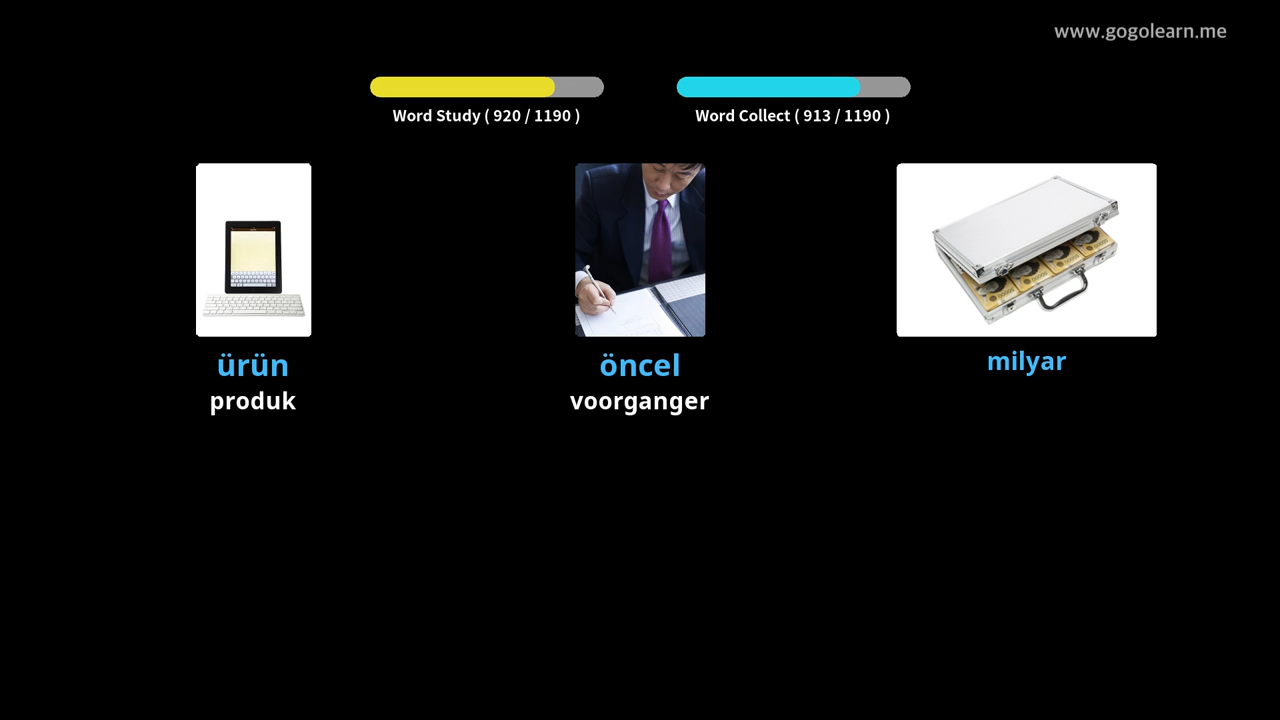 www.gogolearn.me
Word Study ( 920 / 1190 )
Word Collect ( 913 / 1190 )
ürün
produk
öncel
voorganger
milyar